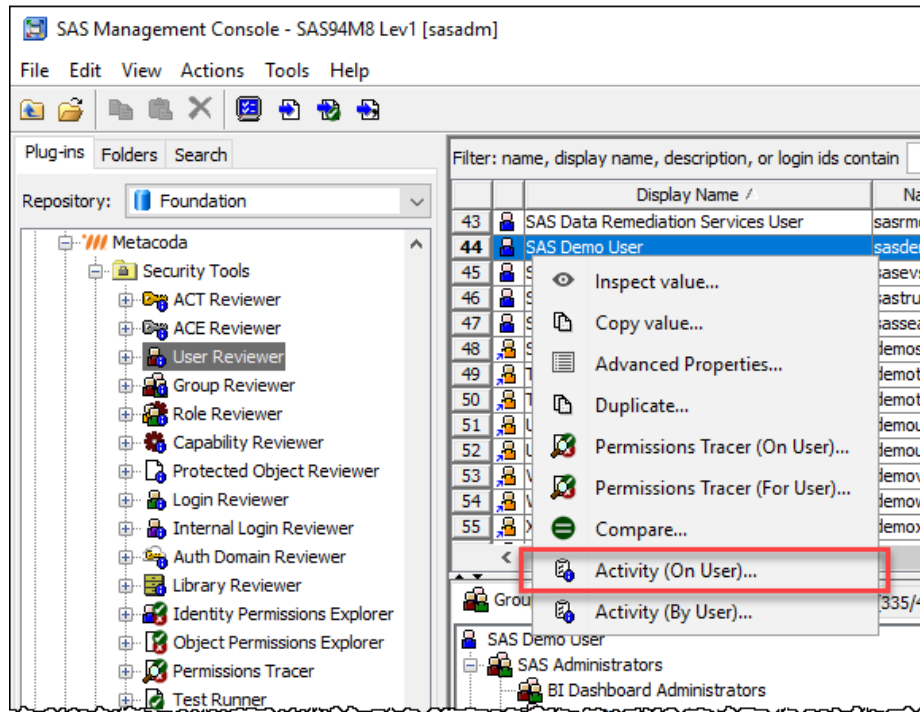 SAS Management Console - SAS94M8 Lev1 [sasadm]
File Edit View Actions Tools Help
Plug-ins Folders Search
Repository: Foundation
Metacoda
Security Tools
ACT Reviewer
ACE Reviewer
User Reviewer
Group Reviewer
Role Reviewer
Capability Reviewer
Protected Object Reviewer
Login Reviewer
Internal Login Reviewer
Auth Domain Reviewer
Library Reviewer
Identity Permissions Explorer
Object Permissions Explorer
Permissions Tracer
Test Runner
Filter: name, display name, description, or login ids contain
Display Name
43 SAS Data Remediation Services User
44 SAS Demo User
45
46
47
48
49
50
51
52
53
54
55
Inspect value...
Copy value...
Advanced Properties...
Duplicate...
Permissions Tracer (On User)...
Permissions Tracer (For User)...
Compare...
Activity (On User)...
Activity (By User)...
SAS Demo User
SAS Administrators
BI Dashboard Administrators